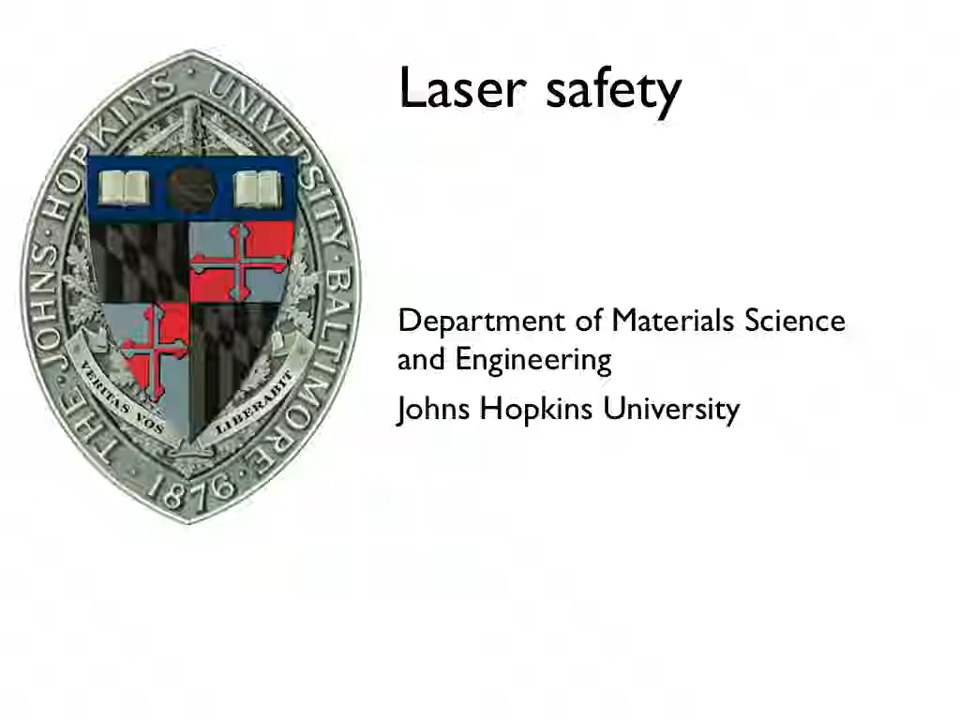 Laser safety
THE · JOHNS · HOPKINS · UNIVERSITY · BALTIMORE ·
VERITAS VOS
LIBERABIT
· 1876 ·
Department of Materials Science
and Engineering
Johns Hopkins University